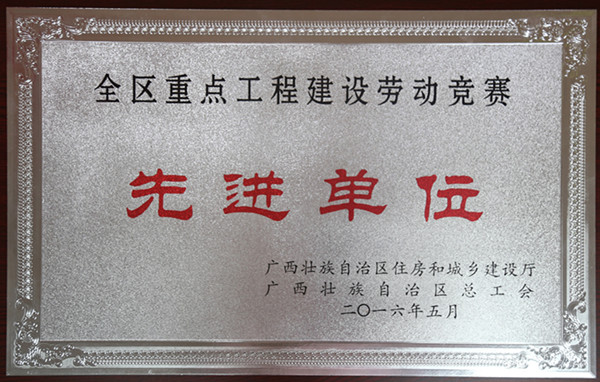 全区重点工程建设劳动竞赛
先进单位
广西壮族自治区住房和城乡建设厅
广西壮族自治区总工会
二〇一六年五月